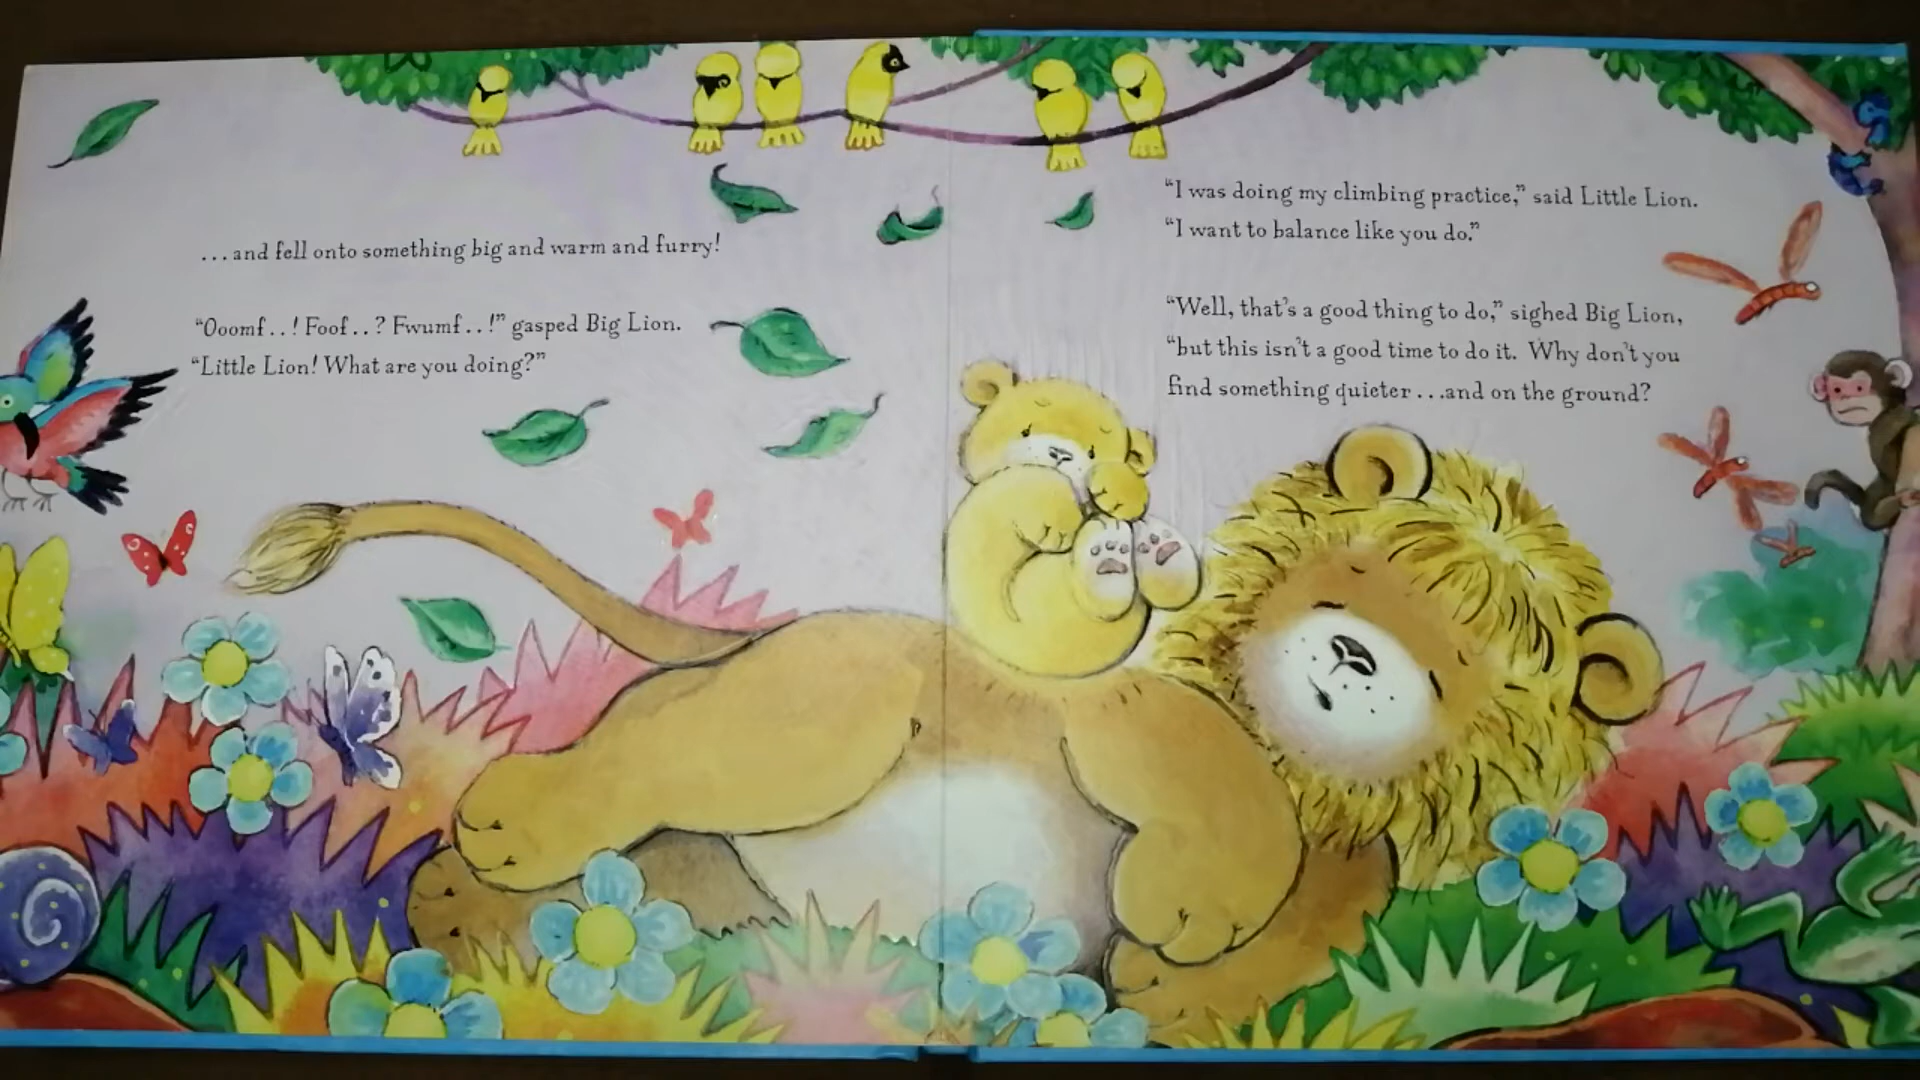 ...and fell onto something big and warm and furry!
“Ooomf..! Foof..? Fwumf..!” gasped Big Lion.
“Little Lion! What are you doing?”
“I was doing my climbing practice,” said Little Lion.
“I want to balance like you do.”
“Well, that’s a good thing to do,” sighed Big Lion,
“but this isn’t a good time to do it. Why don’t you
find something quieter...and on the ground?